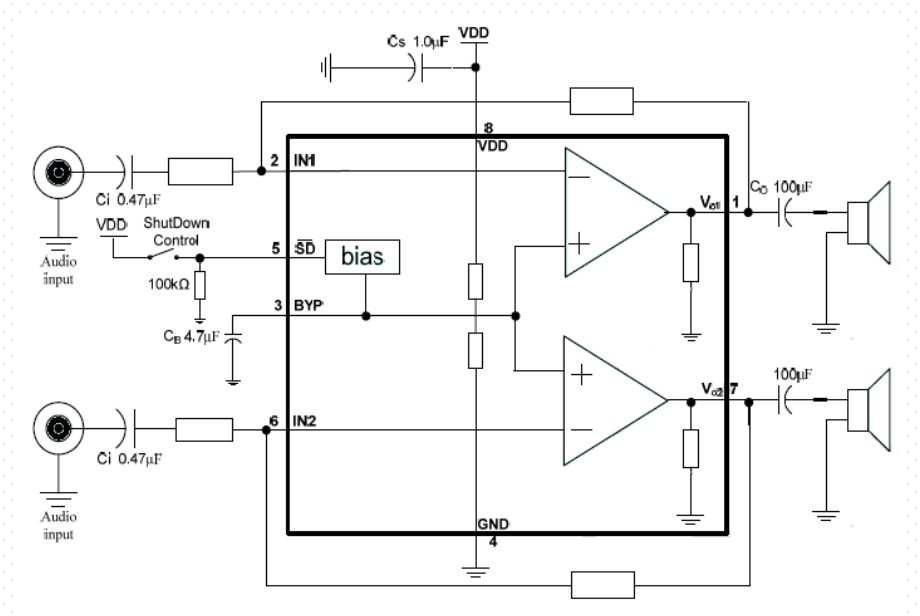 Cs 1.0μF
VDD
8
VDD
2 IN1
Ci 0.47μF
Audio
input
VDD
ShutDown
Control
100kΩ
5 SD
bias
3 BYP
CB 4.7μF
Vo1 1
Co 100μF
6 IN2
Ci 0.47μF
Audio
input
Vo2 7
100μF
GND
4
− 
+
+
−